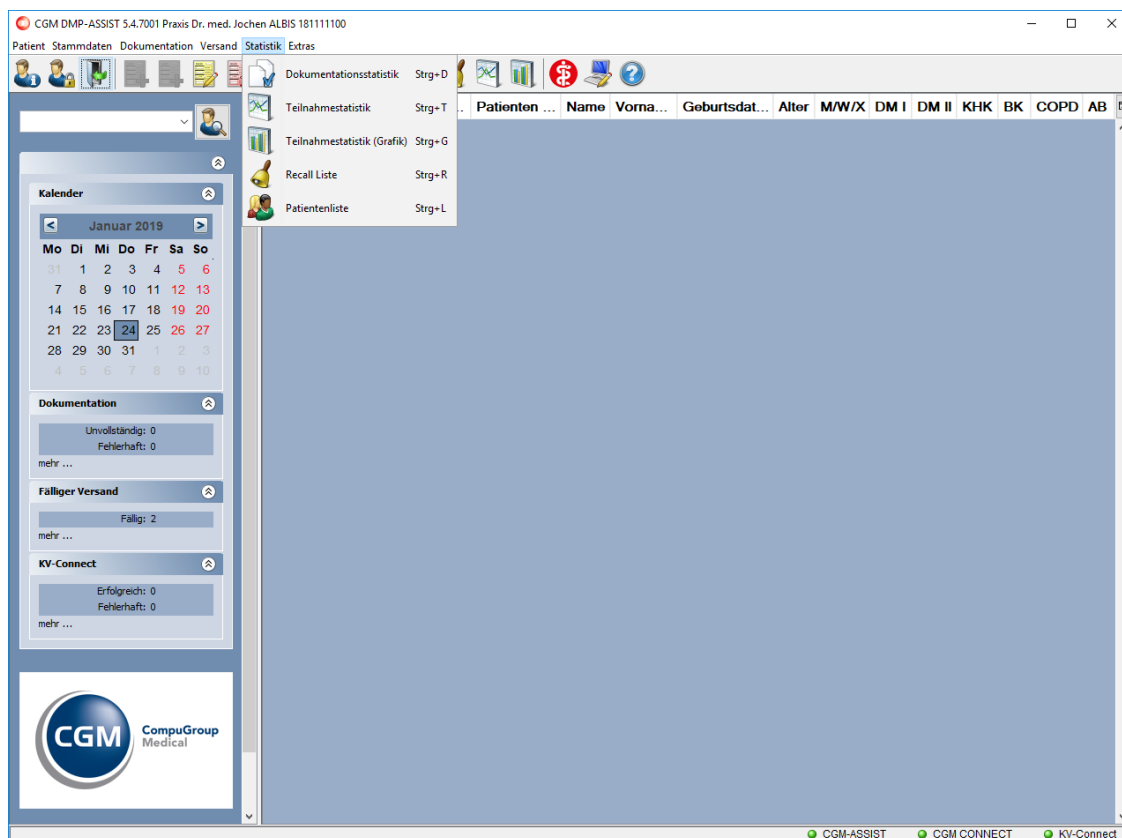 CGM DMP-ASSIST 5.4.7001 Praxis Dr. med. Jochen ALBIS 181111100
Patient Stammdaten Dokumentation Versand Statistik Extras
Dokumentationsstatistik Strg+D
Teilnahmestatistik Strg+T
Teilnahmestatistik (Grafik) Strg+G
Recall Liste Strg+R
Patientenliste Strg+L
... Patienten ... Name Vorna... Geburtsdat... Alter M/W/X DM I DM II KHK BK COPD AB
Kalender
Januar 2019
Mo Di Mi Do Fr Sa So
31 1 2 3 4 5 6
7 8 9 10 11 12 13
14 15 16 17 18 19 20
21 22 23 24 25 26 27
28 29 30 31 1 2 3
4 5 6 7 8 9 10
Dokumentation
Unvollständig: 0
Fehlerhaft: 0
mehr ...
Fälliger Versand
Fällig: 2
mehr ...
KV-Connect
Erfolgreich: 0
Fehlerhaft: 0
mehr ...
CGM CompuGroup
Medical
CGM-ASSIST CGM CONNECT KV-Connect